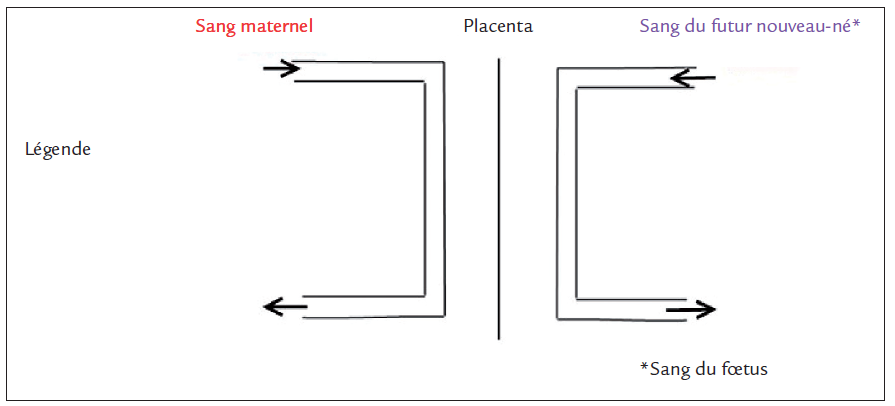 Sang maternel
Placenta
Sang du futur nouveau-né*
Légende
*Sang du fœtus